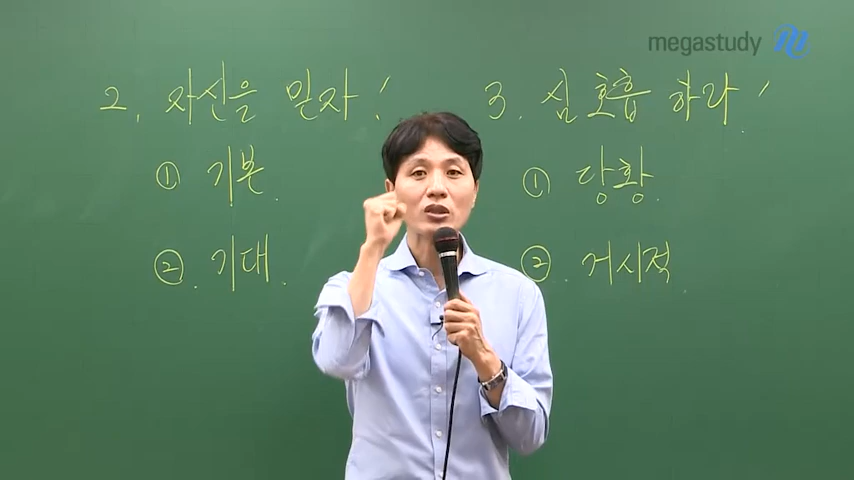 megastudy
2. 자신을 믿자!
① 기본.
② 기대.
3. 심호흡 하라!
① 당황.
②. 거시적.